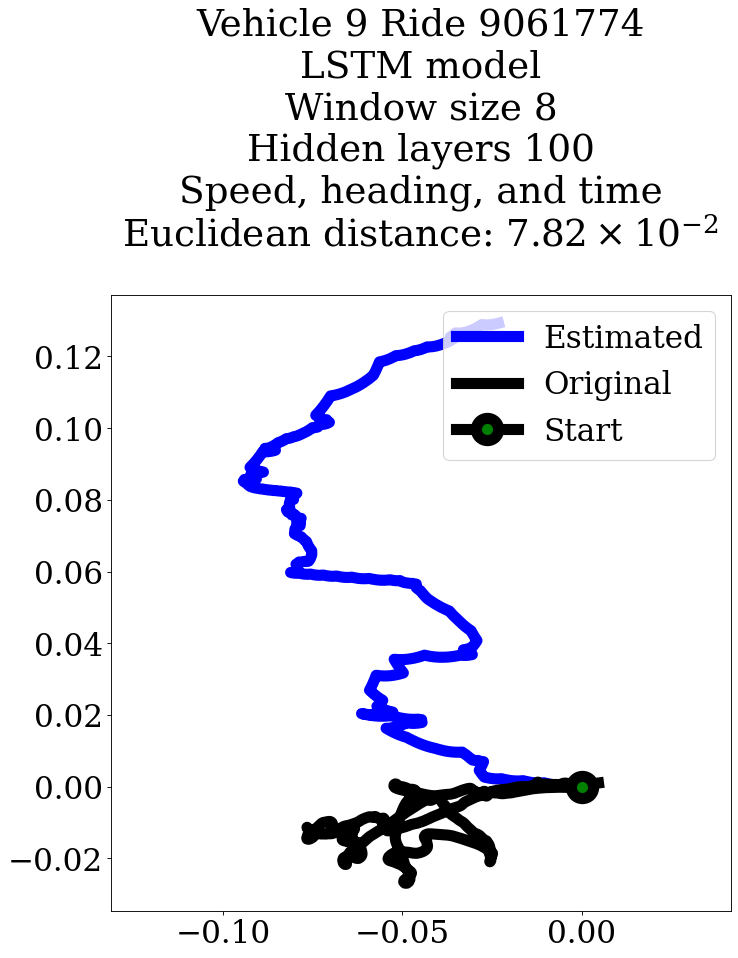 Vehicle 9 Ride 9061774
LSTM model
Window size 8
Hidden layers 100
Speed, heading, and time
Euclidean distance: 7.82 × 10⁻²
Estimated
Original
Start
0.12
0.10
0.08
0.06
0.04
0.02
0.00
−0.02
−0.10 −0.05 0.00